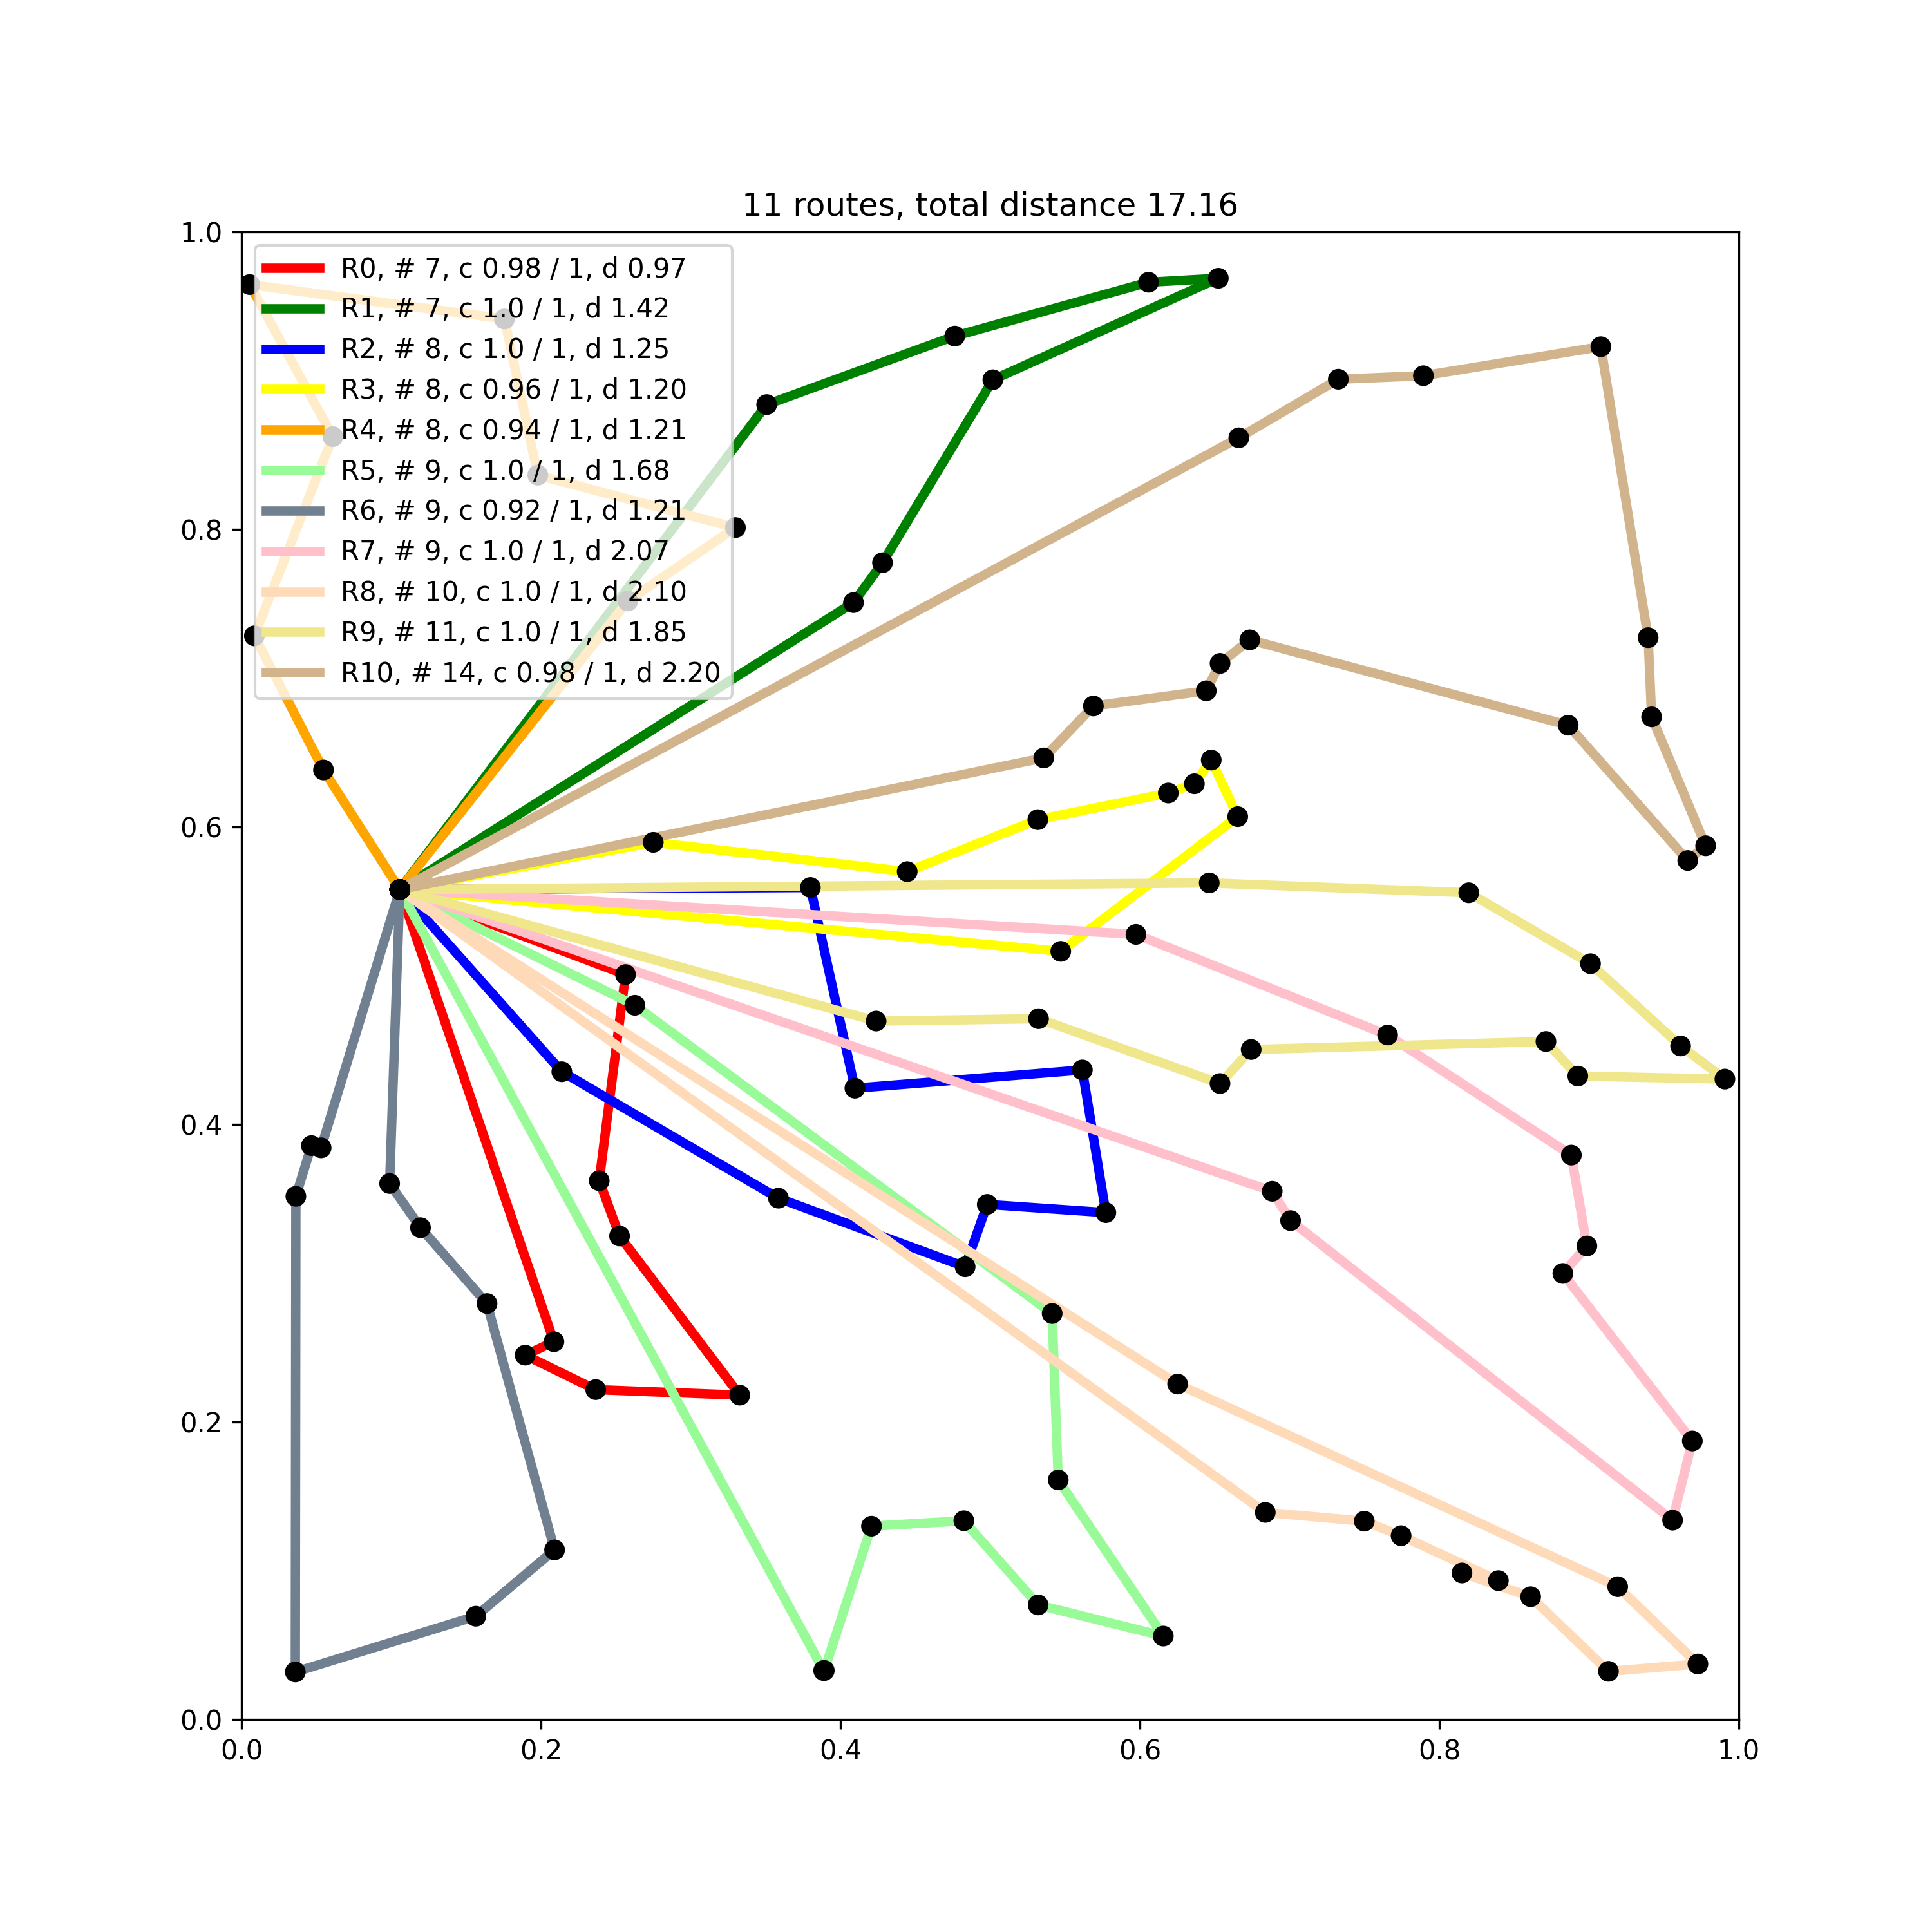 11 routes, total distance 17.16
1.0
0.8
0.6
0.4
0.2
0.0
R0, # 7, c 0.98 / 1, d 0.97
R1, # 7, c 1.0 / 1, d 1.42
R2, # 8, c 1.0 / 1, d 1.25
R3, # 8, c 0.96 / 1, d 1.20
R4, # 8, c 0.94 / 1, d 1.21
R5, # 9, c 1.0 / 1, d 1.68
R6, # 9, c 0.92 / 1, d 1.21
R7, # 9, c 1.0 / 1, d 2.07
R8, # 10, c 1.0 / 1, d 2.10
R9, # 11, c 1.0 / 1, d 1.85
R10, # 14, c 0.98 / 1, d 2.20
0.0 0.2 0.4 0.6 0.8 1.0